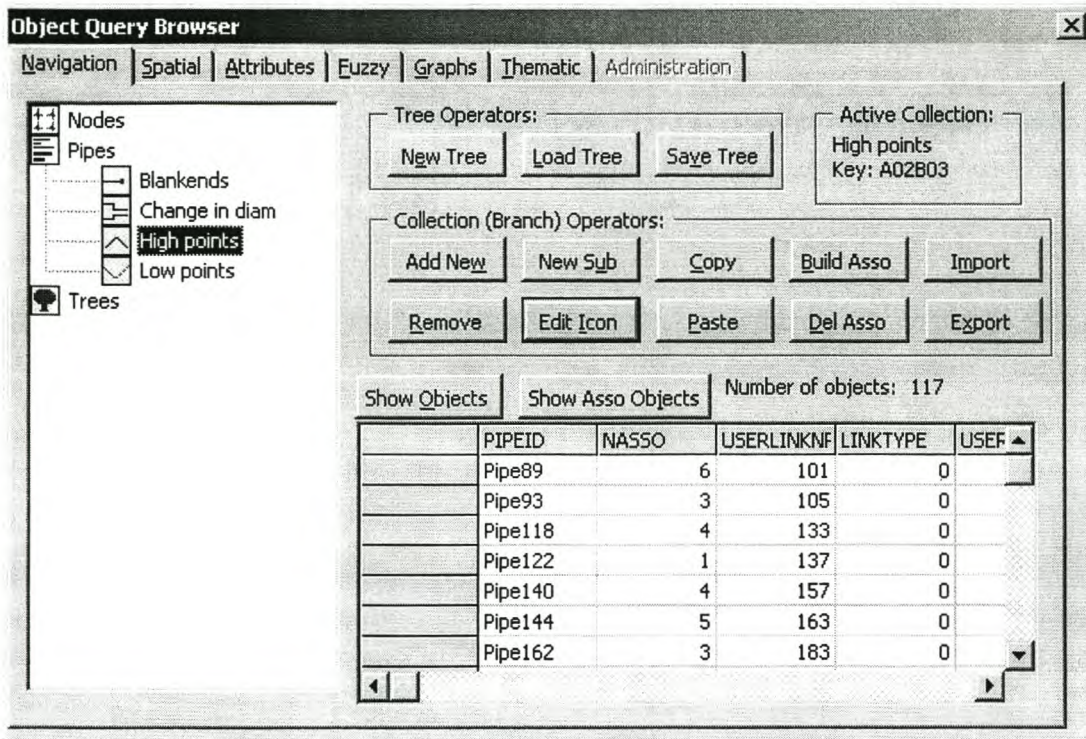 Object Query Browser
Navigation Spatial Attributes Fuzzy Graphs Thematic Administration
Nodes
Pipes
Blankends
Change in diam
High points
Low points
Trees
Tree Operators:
New Tree Load Tree Save Tree
Active Collection:
High points
Key: A02B03
Collection (Branch) Operators:
Add New New Sub Copy Build Asso Import
Remove Edit Icon Paste Del Asso Export
Show Objects Show Asso Objects Number of objects: 117
PIPEID NASSO USERLINKNF LINKTYPE USER
Pipe89 6 101 0
Pipe93 3 105 0
Pipe118 4 133 0
Pipe122 1 137 0
Pipe140 4 157 0
Pipe144 5 163 0
Pipe162 3 183 0